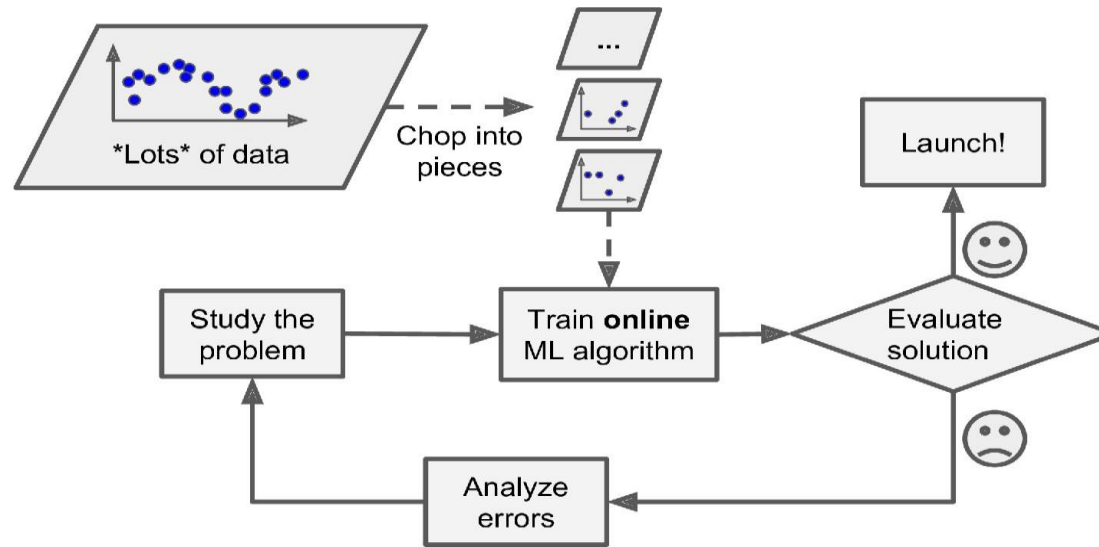 ...
*Lots* of data
Chop into
pieces
Launch!
Study the
problem
Train online
ML algorithm
Evaluate
solution
Analyze
errors